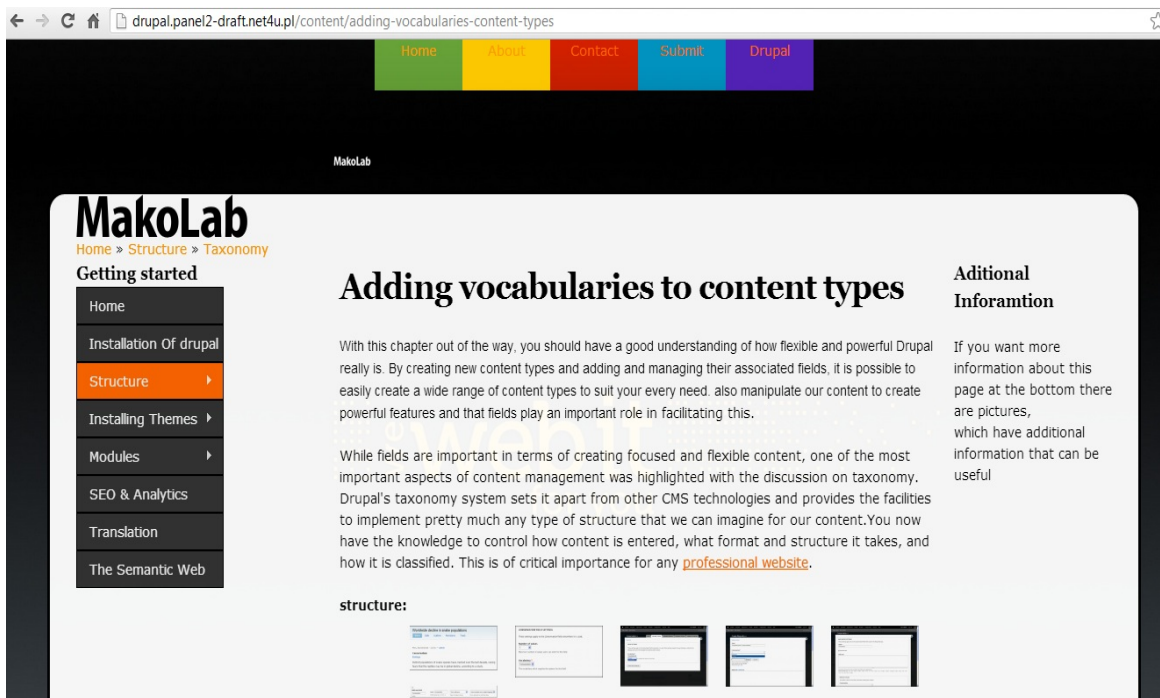 drupal.panel2-draft.net4u.pl/content/adding-vocabularies-content-types
Home About Contact Submit Drupal
MakoLab
MakoLab
Home » Structure » Taxonomy
Getting started
Home
Installation Of drupal
Structure
Installing Themes
Modules
SEO & Analytics
Translation
The Semantic Web
Adding vocabularies to content types
With this chapter out of the way, you should have a good understanding of how flexible and powerful Drupal
really is. By creating new content types and adding and managing their associated fields, it is possible to
easily create a wide range of content types to suit your every need. also manipulate our content to create
powerful features and that fields play an important role in facilitating this.
While fields are important in terms of creating focused and flexible content, one of the most
important aspects of content management was highlighted with the discussion on taxonomy.
Drupal's taxonomy system sets it apart from other CMS technologies and provides the facilities
to implement pretty much any type of structure that we can imagine for our content.You now
have the knowledge to control how content is entered, what format and structure it takes, and
how it is classified. This is of critical importance for any professional website.
structure:
Aditional
Inforamtion
If you want more
information about this
page at the bottom there
are pictures,
which have additional
information that can be
useful
web it
for you